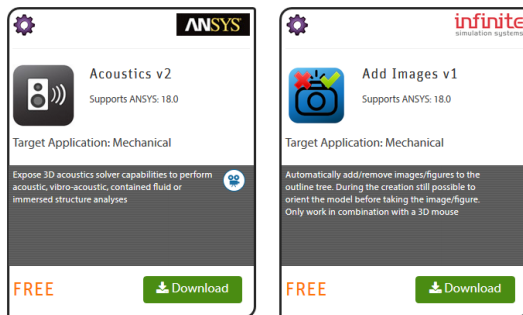 ANSYS
Acoustics v2
Supports ANSYS: 18.0
Target Application: Mechanical
Expose 3D acoustics solver capabilities to perform
acoustic, vibro-acoustic, contained fluid or
immersed structure analyses
FREE
Download
infinite
simulation systems
Add Images v1
Supports ANSYS: 18.0
Target Application: Mechanical
Automatically add/remove images/figures to the
outline tree. During the creation still possible to
orient the model before taking the image/figure.
Only work in combination with a 3D mouse
FREE
Download